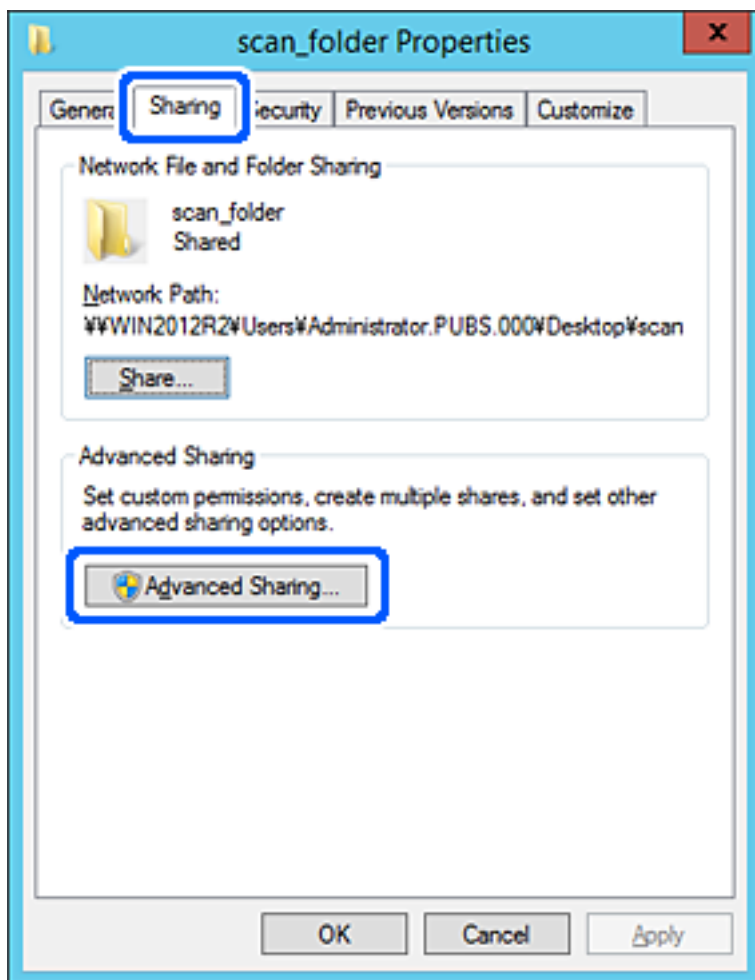 scan_folder Properties
x
General Sharing Security Previous Versions Customize
Network File and Folder Sharing
scan_folder
Shared
Network Path:
¥¥WIN2012R2¥Users¥Administrator.PUBS.000¥Desktop¥scan
Share...
Advanced Sharing
Set custom permissions, create multiple shares, and set other
advanced sharing options.
Advanced Sharing...
OK Cancel Apply